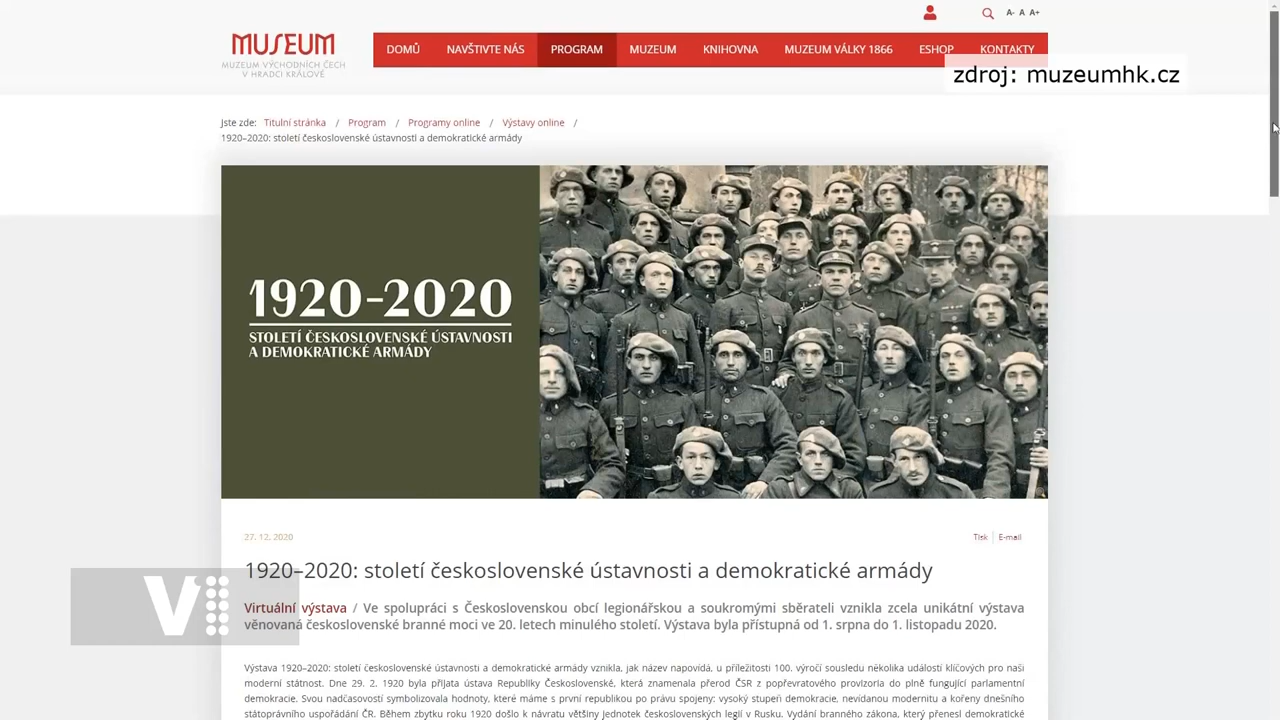 A- A A+
MUSEUM
MUZEUM VÝCHODNÍCH ČECH
V HRADCI KRÁLOVÉ
DOMŮ NAVŠTIVTE NÁS PROGRAM MUZEUM KNIHOVNA MUZEUM VÁLKY 1866 ESHOP KONTAKTY
zdroj: muzeumhk.cz
Jste zde: Titulní stránka / Program / Programy online / Výstavy online /
1920–2020: století československé ústavnosti a demokratické armády
1920–2020
STOLETÍ ČESKOSLOVENSKÉ ÚSTAVNOSTI
A DEMOKRATICKÉ ARMÁDY
27. 12. 2020
Tisk E-mail
1920–2020: století československé ústavnosti a demokratické armády
V
Virtuální výstava / Ve spolupráci s Československou obcí legionářskou a soukromými sběrateli vznikla zcela unikátní výstava
věnovaná československé branné moci ve 20. letech minulého století. Výstava byla přístupná od 1. srpna do 1. listopadu 2020.
Výstava 1920–2020: století československé ústavnosti a demokratické armády vznikla, jak název napovídá, u příležitosti 100. výročí sousledu několika událostí klíčových pro naši
moderní státnost. Dne 29. 2. 1920 byla přijata ústava Republiky Československé, která znamenala přerod ČSR z popřevratového provizoria do plně fungující parlamentní
demokracie. Svou nadčasovostí symbolizovala hodnoty, které máme s první republikou po právu spojeny: vysoký stupeň demokracie, nevídanou modernitu a kořeny dnešního
státoprávního uspořádání ČR. Během zbytku roku 1920 došlo k návratu většiny jednotek československých legií v Rusku. Vydání branného zákona, který přenesl demokratické